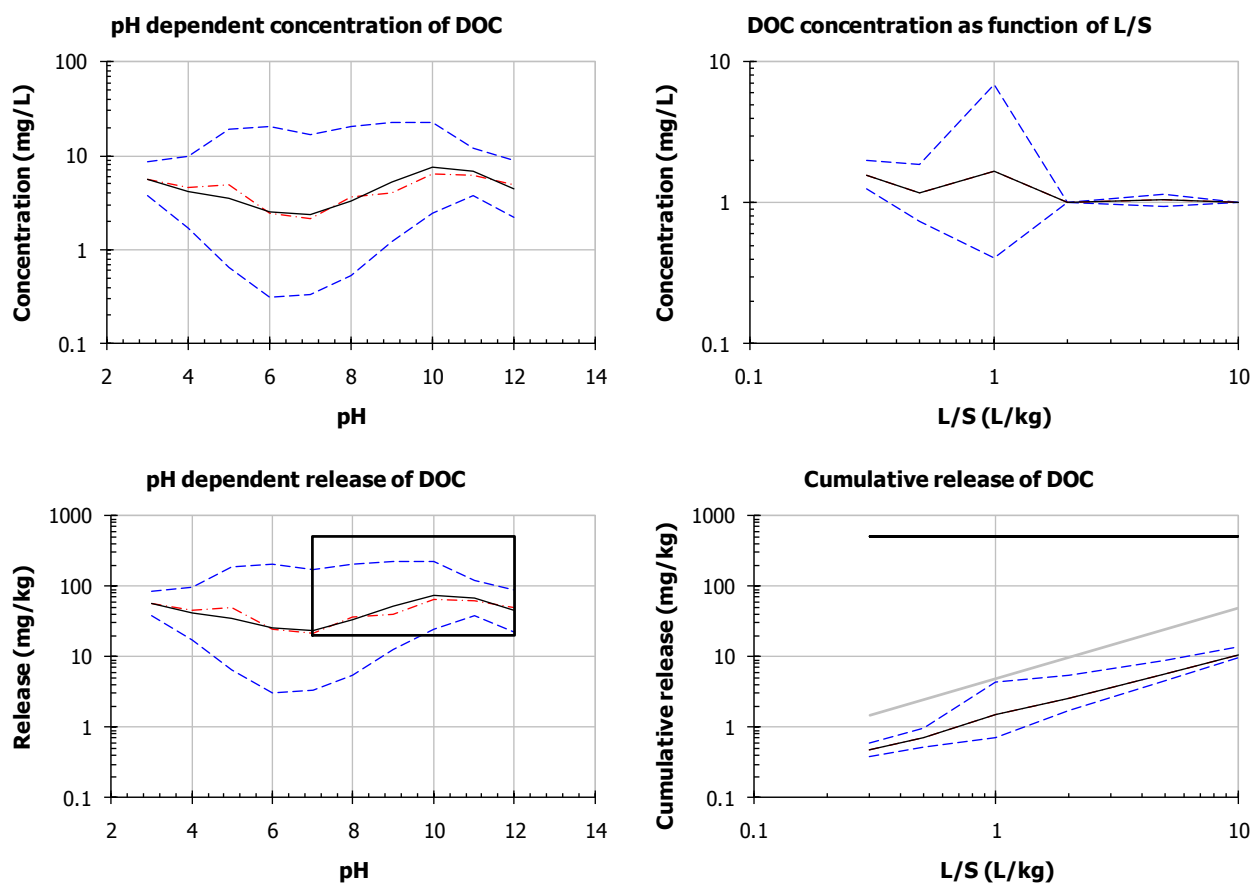 pH dependent concentration of DOC
Concentration (mg/L)
100
10
1
0.1
2 4 6 8 10 12 14
pH
DOC concentration as function of L/S
Concentration (mg/L)
10
1
0.1
0.1 1 10
L/S (L/kg)
pH dependent release of DOC
Release (mg/kg)
1000
100
10
1
0.1
2 4 6 8 10 12 14
pH
Cumulative release of DOC
Cumulative release (mg/kg)
1000
100
10
1
0.1
0.1 1 10
L/S (L/kg)